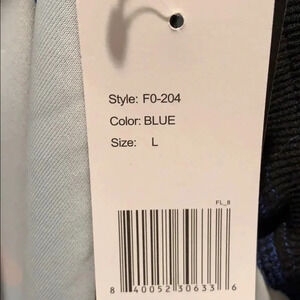 Style: F0-204
Color: BLUE
Size: L
FL_8
8 40052 30633 6